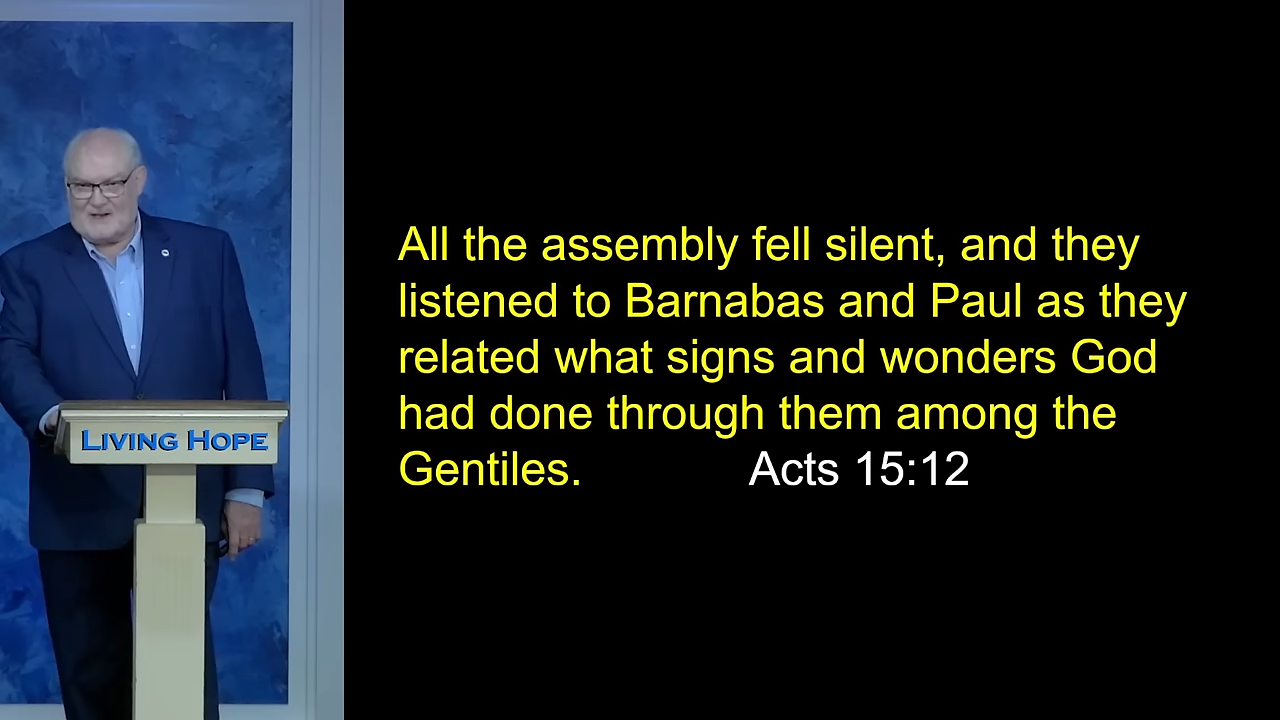 LIVING HOPE
All the assembly fell silent, and they
listened to Barnabas and Paul as they
related what signs and wonders God
had done through them among the
Gentiles. Acts 15:12